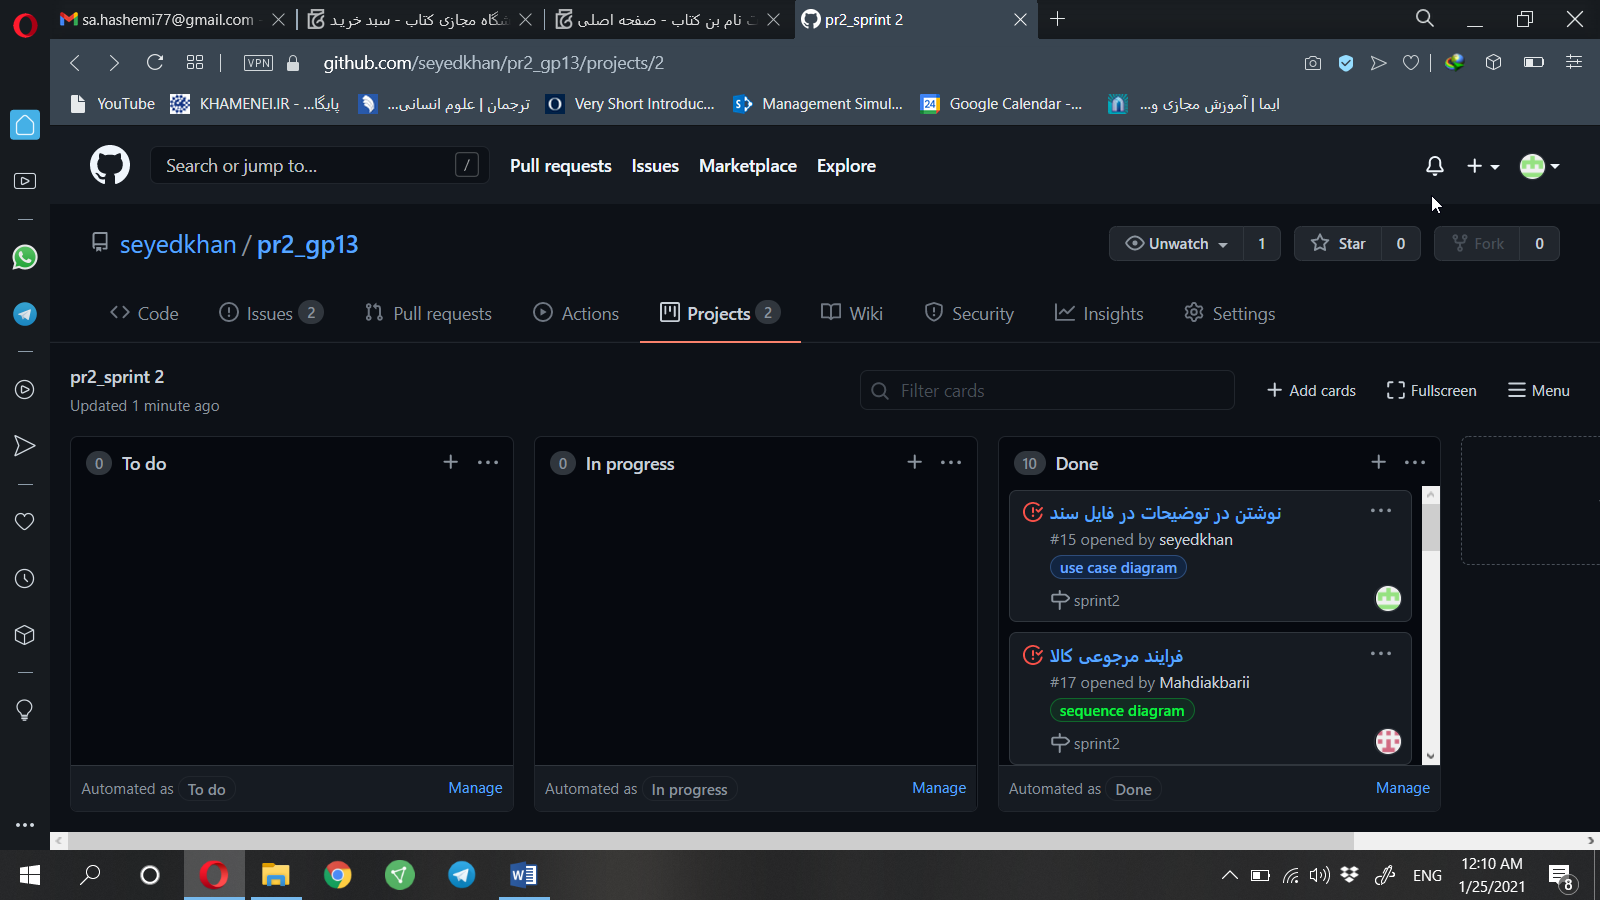 sa.hashemi77@gmail.com
شگاه مجازی کتاب - سبد خرید
ت نام بن کتاب - صفحه اصلی
pr2_sprint 2
VPN
github.com/seyedkhan/pr2_gp13/projects/2
YouTube
KHAMENEI.IR - پایگا...
ترجمان | علوم انسانی...
Very Short Introduc...
Management Simul...
24
Google Calendar -...
ایما | آموزش مجازی و...
Search or jump to...
/
Pull requests
Issues
Marketplace
Explore
seyedkhan / pr2_gp13
Unwatch 1
Star 0
Fork 0
Code
Issues 2
Pull requests
Actions
Projects 2
Wiki
Security
Insights
Settings
pr2_sprint 2
Updated 1 minute ago
Filter cards
Add cards
Fullscreen
Menu
0 To do
0 In progress
10 Done
نوشتن در توضیحات در فایل سند
#15 opened by seyedkhan
use case diagram
sprint2
فرایند مرجوعی کالا
#17 opened by Mahdiakbarii
sequence diagram
sprint2
Automated as To do
Manage
Automated as In progress
Manage
Automated as Done
Manage
ENG
12:10 AM
1/25/2021
8